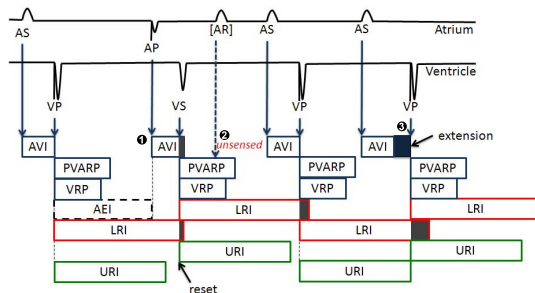 Atrium
AS AP [AR] AS AS
Ventricle
VP VS VP VP
❶ ❷ ❸
AVI AVI unsensed AVI AVI extension
PVARP PVARP PVARP PVARP
VRP VRP VRP VRP
AEI LRI LRI
LRI LRI
URI URI
URI URI
reset